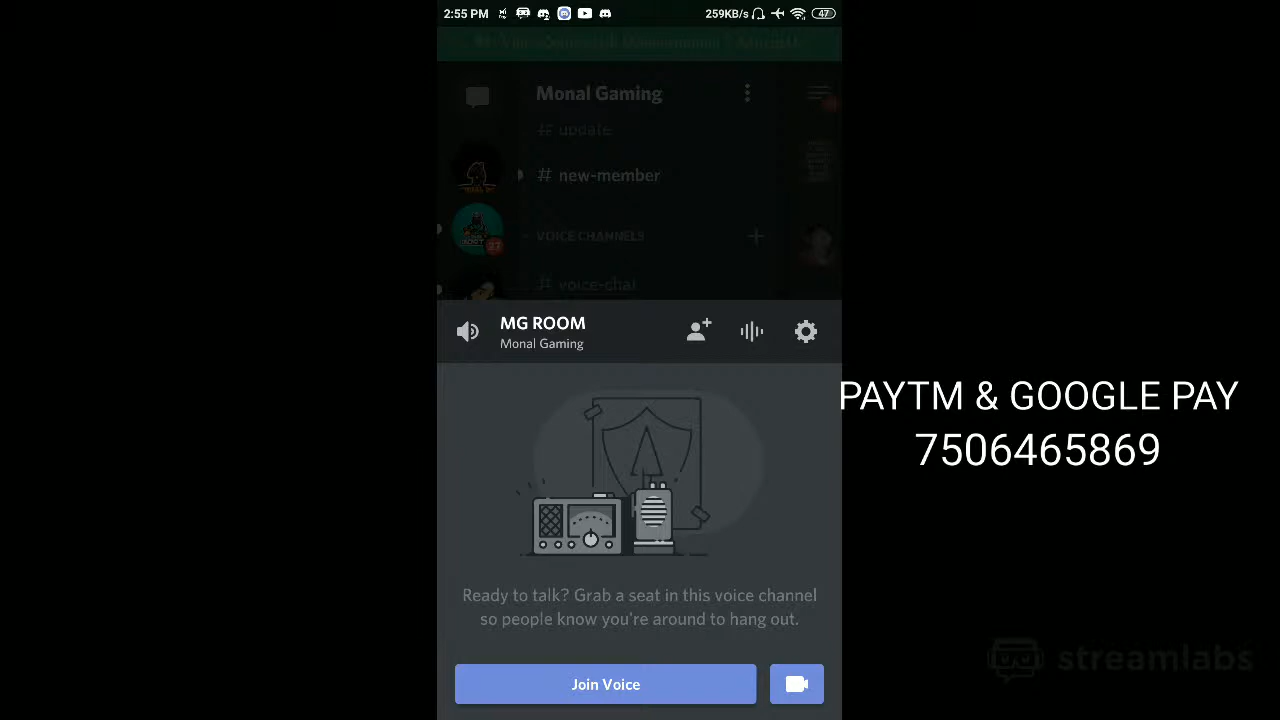 2:55 PM
259KB/s
47
Monal Gaming
# update
# new-member
27
VOICE CHANNELS
# voice-chat
MG ROOM
Monal Gaming
PAYTM & GOOGLE PAY
7506465869
Ready to talk? Grab a seat in this voice channel
so people know you're around to hang out.
streamlabs
Join Voice